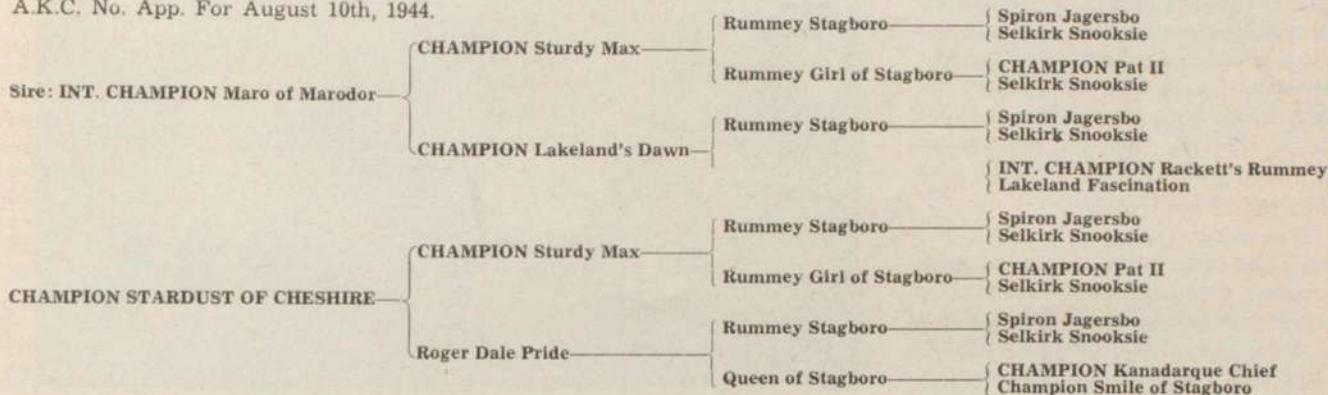 A.K.C. No. App. For August 10th, 1944.
Sire: INT. CHAMPION Maro of Marodor
CHAMPION Sturdy Max
Rummey Stagboro
Spiron Jagersbo
Selkirk Snooksie
Rummey Girl of Stagboro
CHAMPION Pat II
Selkirk Snooksie
CHAMPION Lakeland's Dawn
Rummey Stagboro
Spiron Jagersbo
Selkirk Snooksie
INT. CHAMPION Rackett's Rummey
Lakeland Fascination
CHAMPION STARDUST OF CHESHIRE
CHAMPION Sturdy Max
Rummey Stagboro
Spiron Jagersbo
Selkirk Snooksie
Rummey Girl of Stagboro
CHAMPION Pat II
Selkirk Snooksie
Roger Dale Pride
Rummey Stagboro
Spiron Jagersbo
Selkirk Snooksie
Queen of Stagboro
CHAMPION Kanadarque Chief
Champion Smile of Stagboro